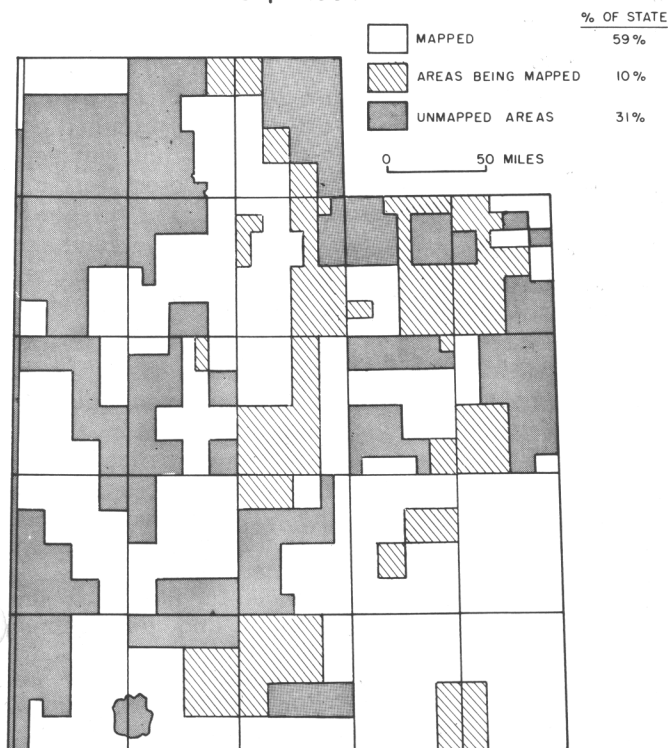 % OF STATE
MAPPED 59%
AREAS BEING MAPPED 10%
UNMAPPED AREAS 31%
0 50 MILES